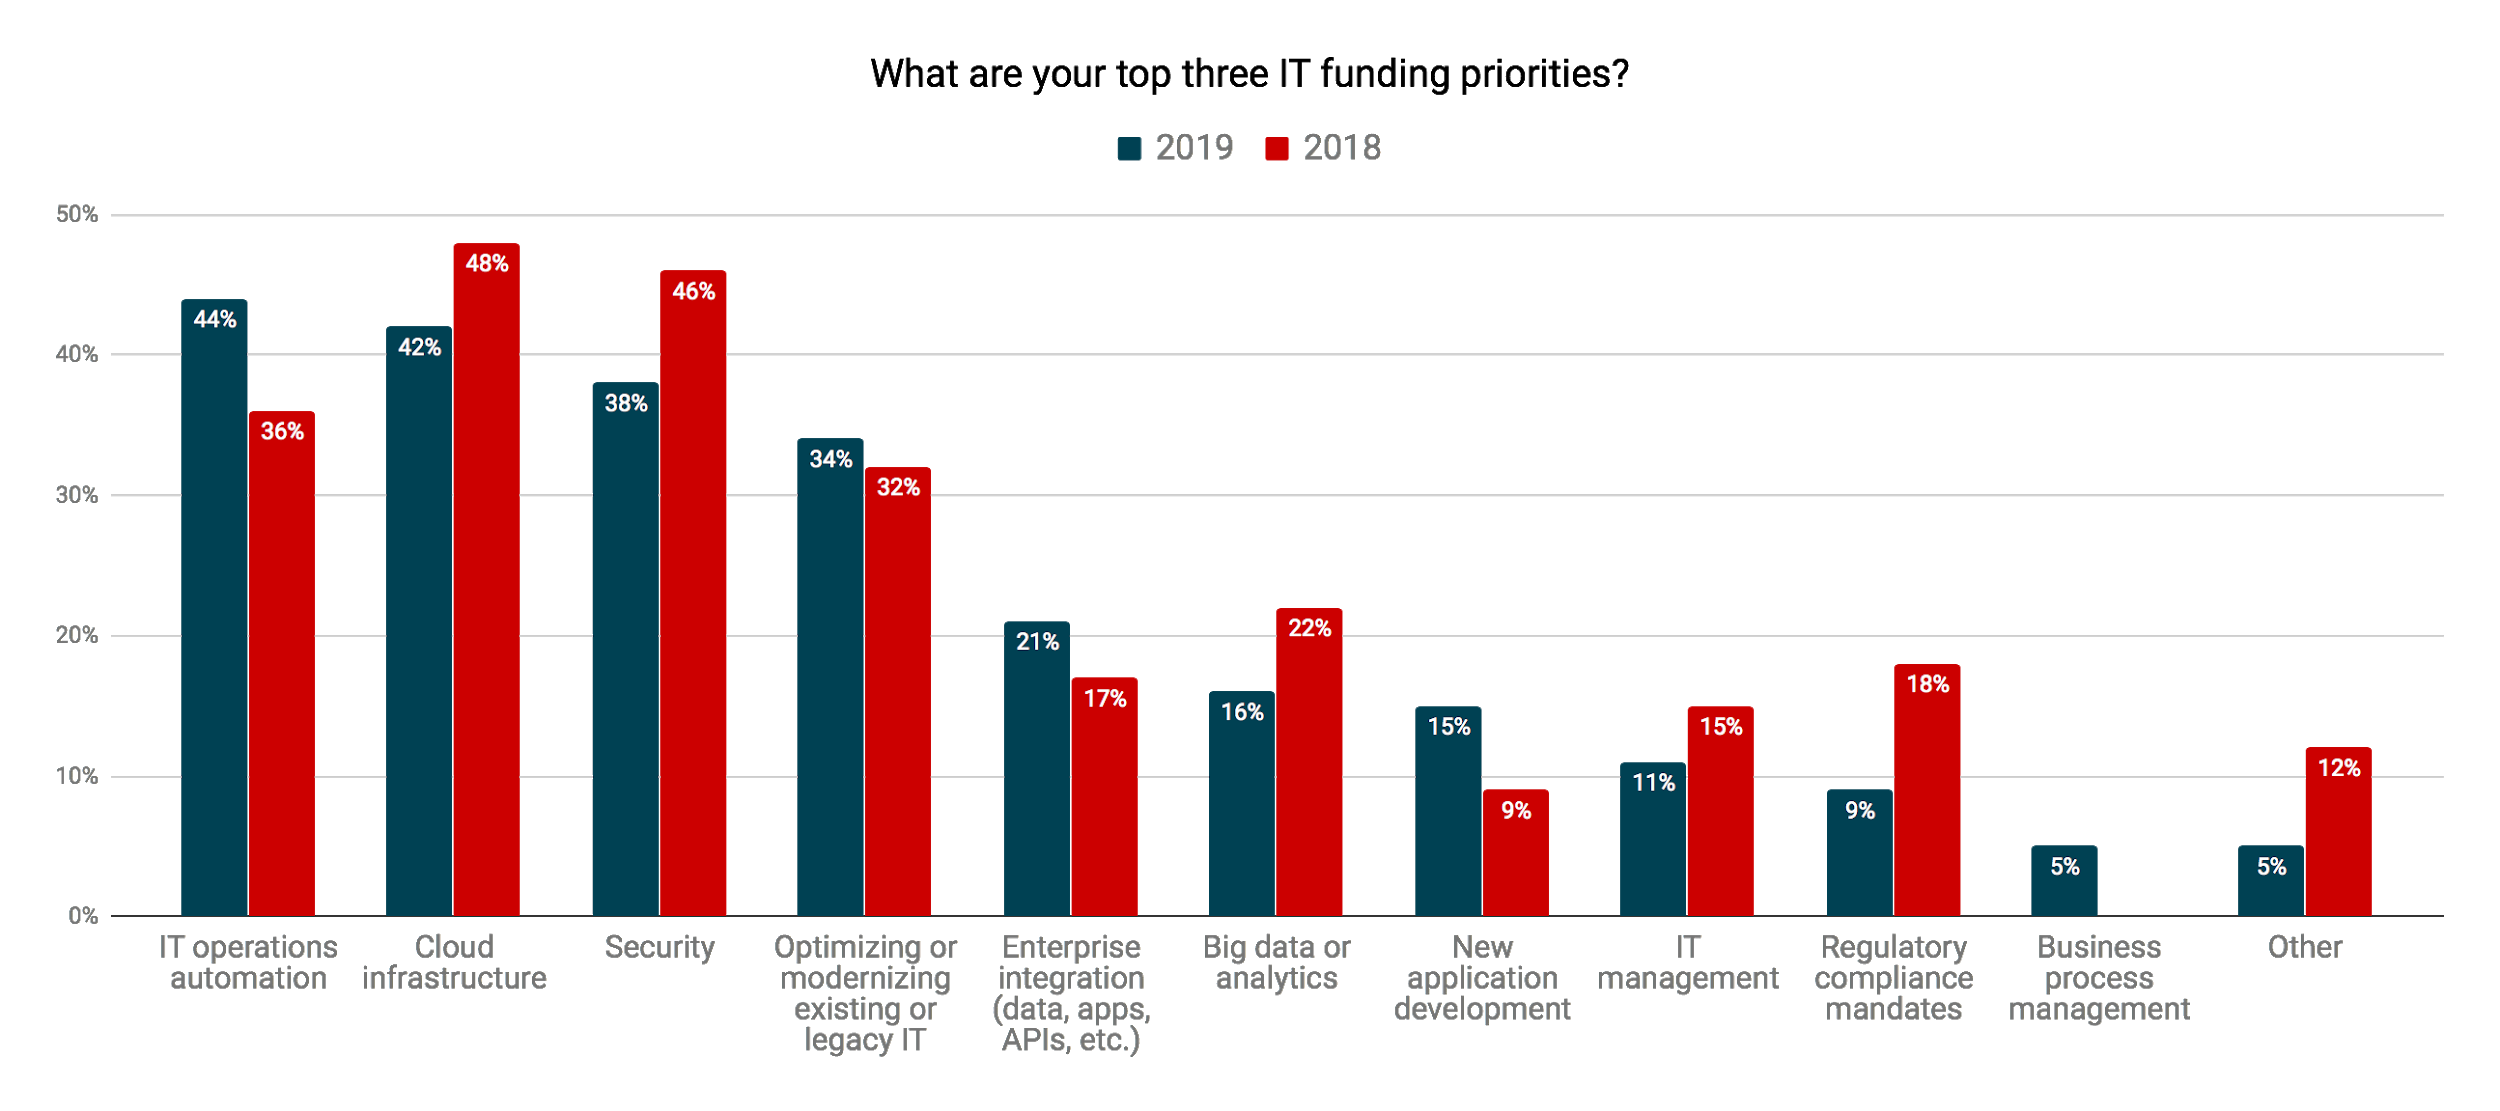 What are your top three IT funding priorities?
2019 2018
50%
40%
30%
20%
10%
0%
44%
36%
42%
48%
38%
46%
34%
32%
21%
17%
16%
22%
15%
9%
11%
15%
9%
18%
5%
5%
12%
IT operations
automation
Cloud
infrastructure
Security
Optimizing or
modernizing
existing or
legacy IT
Enterprise
integration
(data, apps,
APIs, etc.)
Big data or
analytics
New
application
development
IT
management
Regulatory
compliance
mandates
Business
process
management
Other